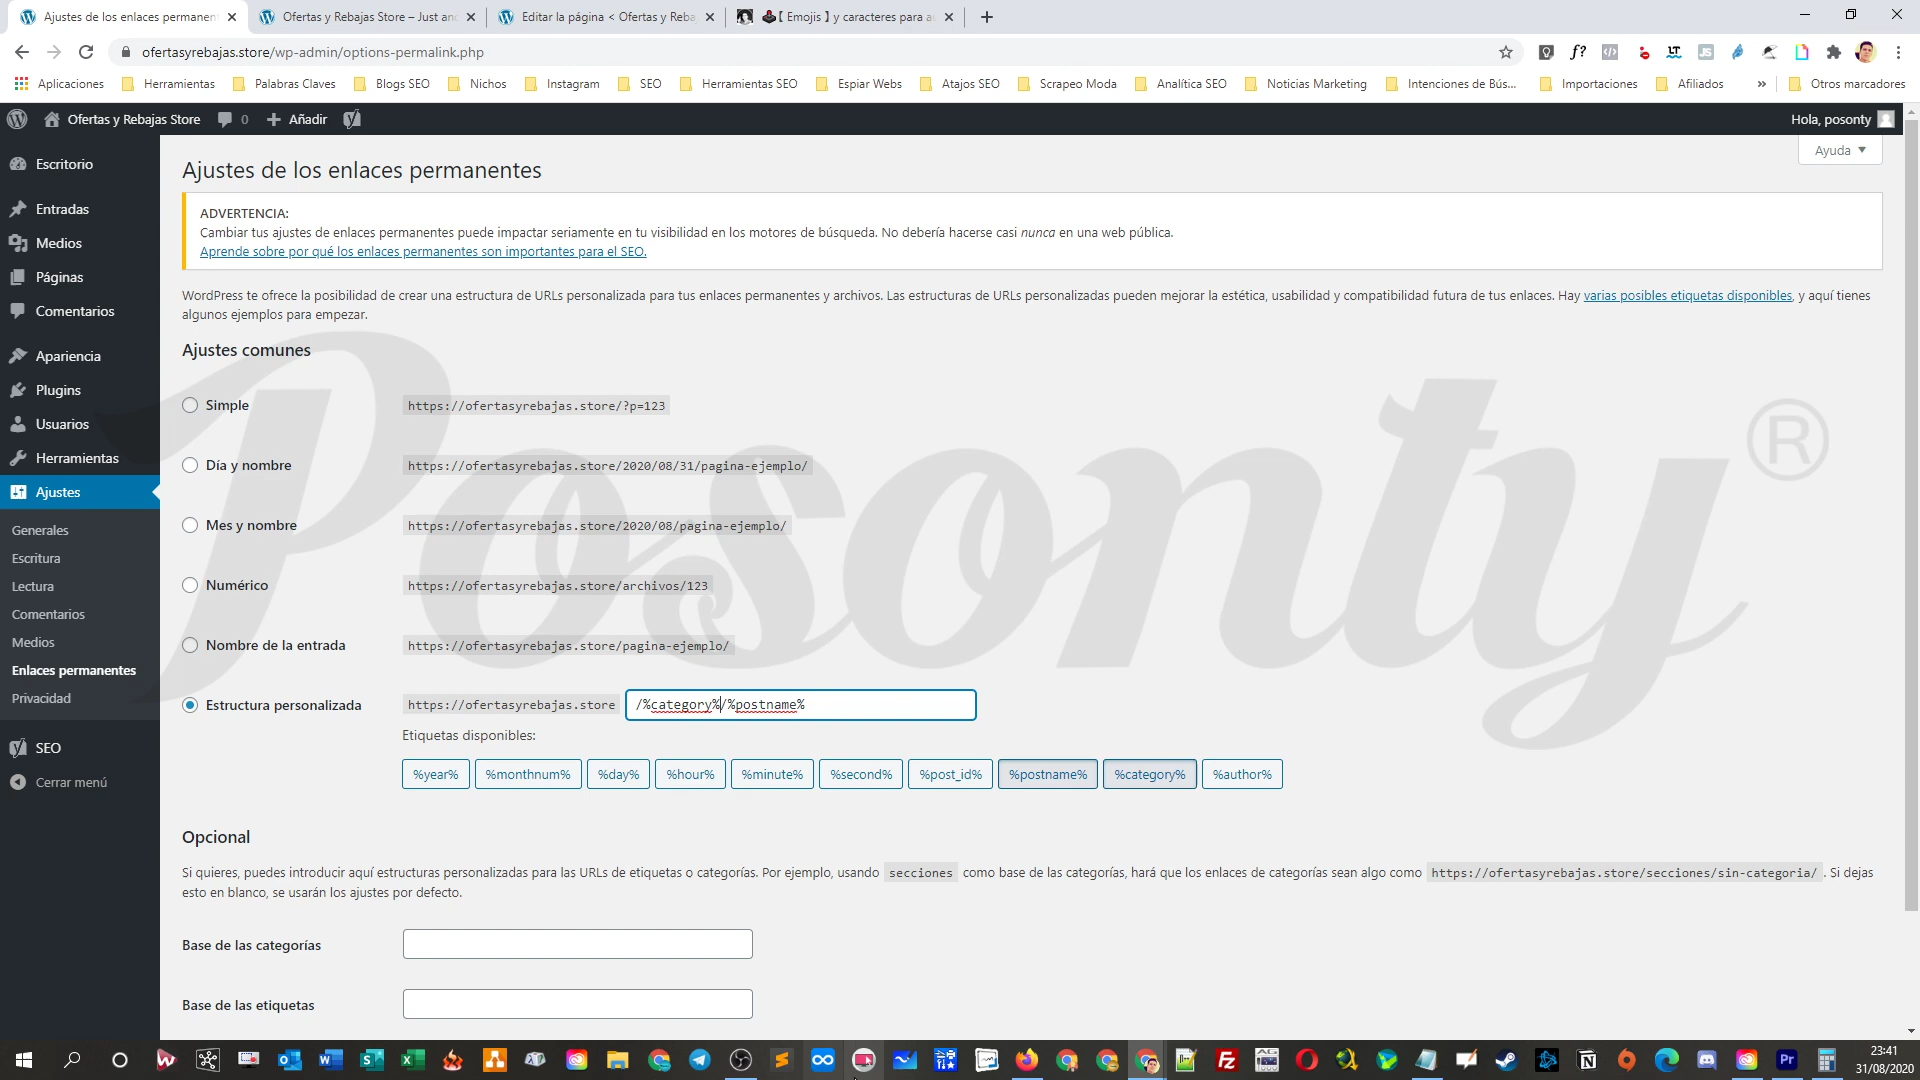 Ajustes de los enlaces permanent
Ofertas y Rebajas Store – Just an
Editar la página < Ofertas y Reba
【 Emojis 】 y caracteres para a
ofertasyrebajas.store/wp-admin/options-permalink.php
Aplicaciones
Herramientas
Palabras Claves
Blogs SEO
Nichos
Instagram
SEO
Herramientas SEO
Espiar Webs
Atajos SEO
Scrapeo Moda
Analítica SEO
Noticias Marketing
Intenciones de Bús...
Importaciones
Afiliados
»
Otros marcadores
Ofertas y Rebajas Store
0
Añadir
Hola, posonty
Escritorio
Entradas
Medios
Páginas
Comentarios
Apariencia
Plugins
Usuarios
Herramientas
Ajustes
Generales
Escritura
Lectura
Comentarios
Medios
Enlaces permanentes
Privacidad
SEO
Cerrar menú
Ayuda
Ajustes de los enlaces permanentes
ADVERTENCIA:
Cambiar tus ajustes de enlaces permanentes puede impactar seriamente en tu visibilidad en los motores de búsqueda. No debería hacerse casi nunca en una web pública.
Aprende sobre por qué los enlaces permanentes son importantes para el SEO.
WordPress te ofrece la posibilidad de crear una estructura de URLs personalizada para tus enlaces permanentes y archivos. Las estructuras de URLs personalizadas pueden mejorar la estética, usabilidad y compatibilidad futura de tus enlaces. Hay varias posibles etiquetas disponibles, y aquí tienes
algunos ejemplos para empezar.
Ajustes comunes
Simple https://ofertasyrebajas.store/?p=123
Día y nombre https://ofertasyrebajas.store/2020/08/31/pagina-ejemplo/
Mes y nombre https://ofertasyrebajas.store/2020/08/pagina-ejemplo/
Numérico https://ofertasyrebajas.store/archivos/123
Nombre de la entrada https://ofertasyrebajas.store/pagina-ejemplo/
Estructura personalizada https://ofertasyrebajas.store /%category%/%postname%
Etiquetas disponibles:
%year% %monthnum% %day% %hour% %minute% %second% %post_id% %postname% %category% %author%
Opcional
Si quieres, puedes introducir aquí estructuras personalizadas para las URLs de etiquetas o categorías. Por ejemplo, usando secciones como base de las categorías, hará que los enlaces de categorías sean algo como https://ofertasyrebajas.store/secciones/sin-categoria/ . Si dejas
esto en blanco, se usarán los ajustes por defecto.
Base de las categorías
Base de las etiquetas
Posonty®
23:41
31/08/2020